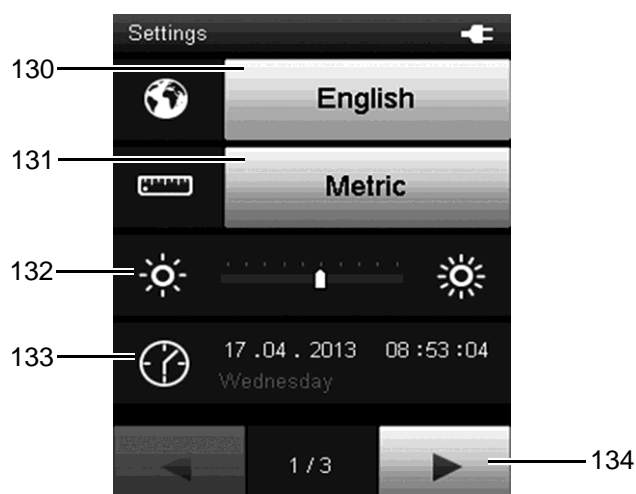 Settings
130
English
131
Metric
132
133
17 .04 . 2013 08 :53 :04
Wednesday
1 / 3
134